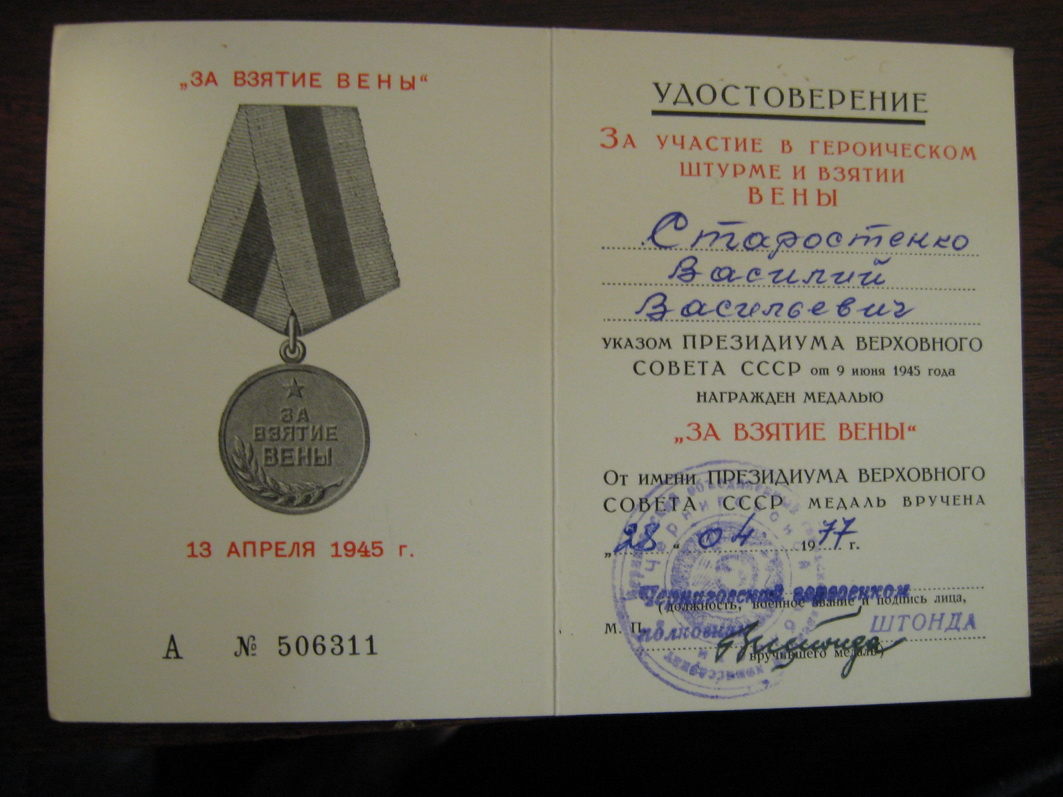 „ЗА ВЗЯТИЕ ВЕНЫ“
ЗА
ВЗЯТИЕ
ВЕНЫ
13 АПРЕЛЯ 1945 г.
А № 506311
УДОСТОВЕРЕНИЕ
ЗА УЧАСТИЕ В ГЕРОИЧЕСКОМ
ШТУРМЕ И ВЗЯТИИ
ВЕНЫ
Старостенко
Василий
Васильевич
УКАЗОМ ПРЕЗИДИУМА ВЕРХОВНОГО
СОВЕТА СССР от 9 июня 1945 года
НАГРАЖДЕН МЕДАЛЬЮ
„ЗА ВЗЯТИЕ ВЕНЫ“
ОТ ИМЕНИ ПРЕЗИДИУМА ВЕРХОВНОГО
СОВЕТА СССР МЕДАЛЬ ВРУЧЕНА
„28“ 04 1977 г.
Черниговский горвоенком
(должность, военное звание и подпись лица,
М. П. полковник ШТОНДА
вручившего медаль)